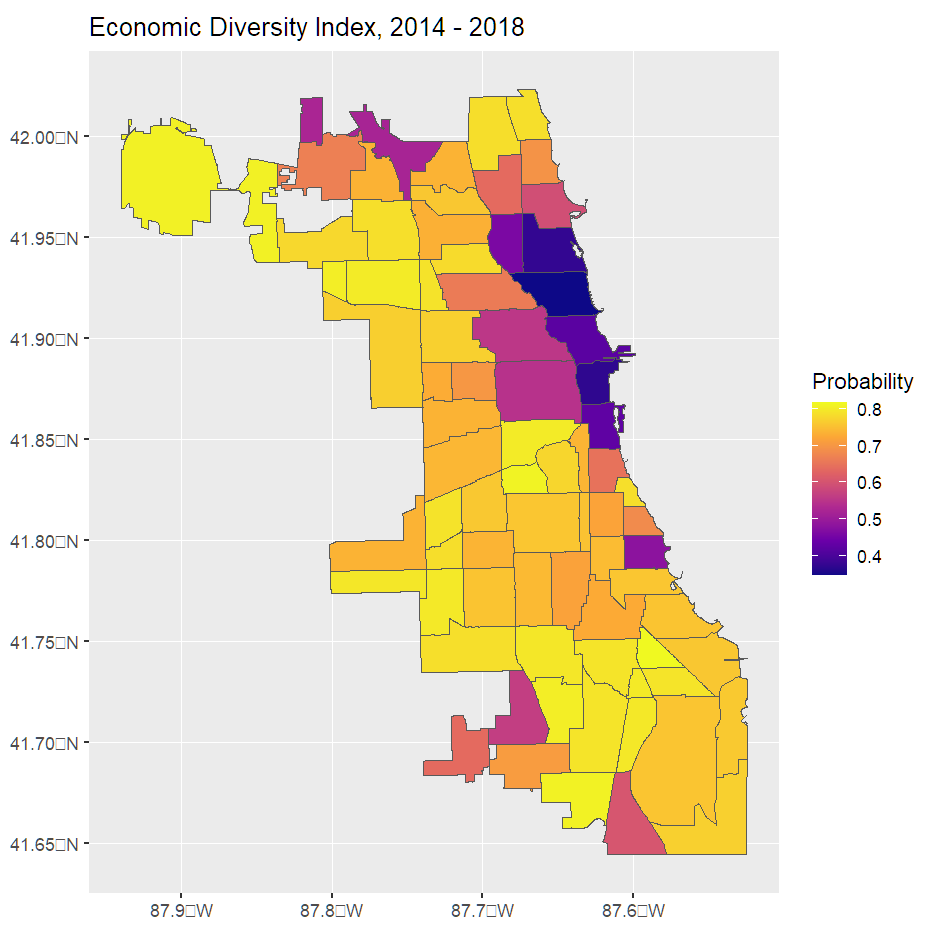 Economic Diversity Index, 2014 - 2018
42.00□N
41.95□N
41.90□N
41.85□N
41.80□N
41.75□N
41.70□N
41.65□N
87.9□W
87.8□W
87.7□W
87.6□W
Probability
0.8
0.7
0.6
0.5
0.4